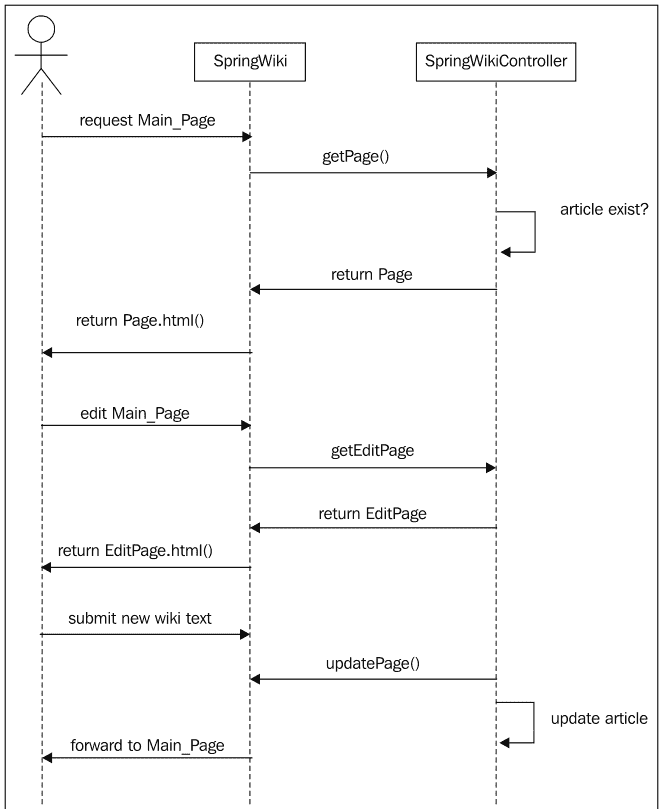 SpringWiki
SpringWikiController
request Main_Page
getPage()
article exist?
return Page
return Page.html()
edit Main_Page
getEditPage
return EditPage
return EditPage.html()
submit new wiki text
updatePage()
update article
forward to Main_Page